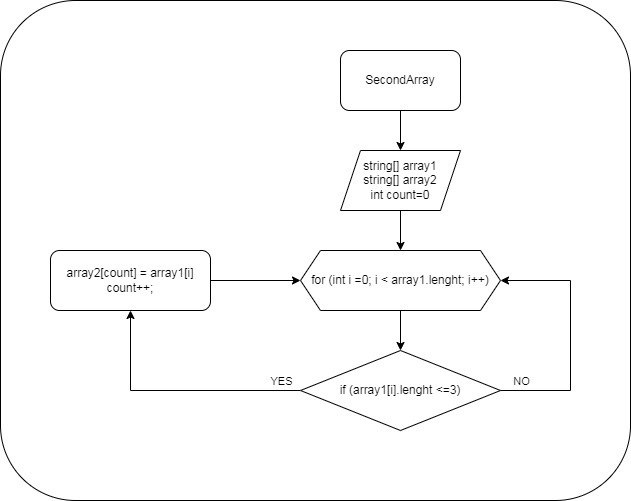 SecondArray
string[] array1
string[] array2
int count=0
array2[count] = array1[i]
count++;
for (int i =0; i < array1.lenght; i++)
YES
if (array1[i].lenght <=3)
NO